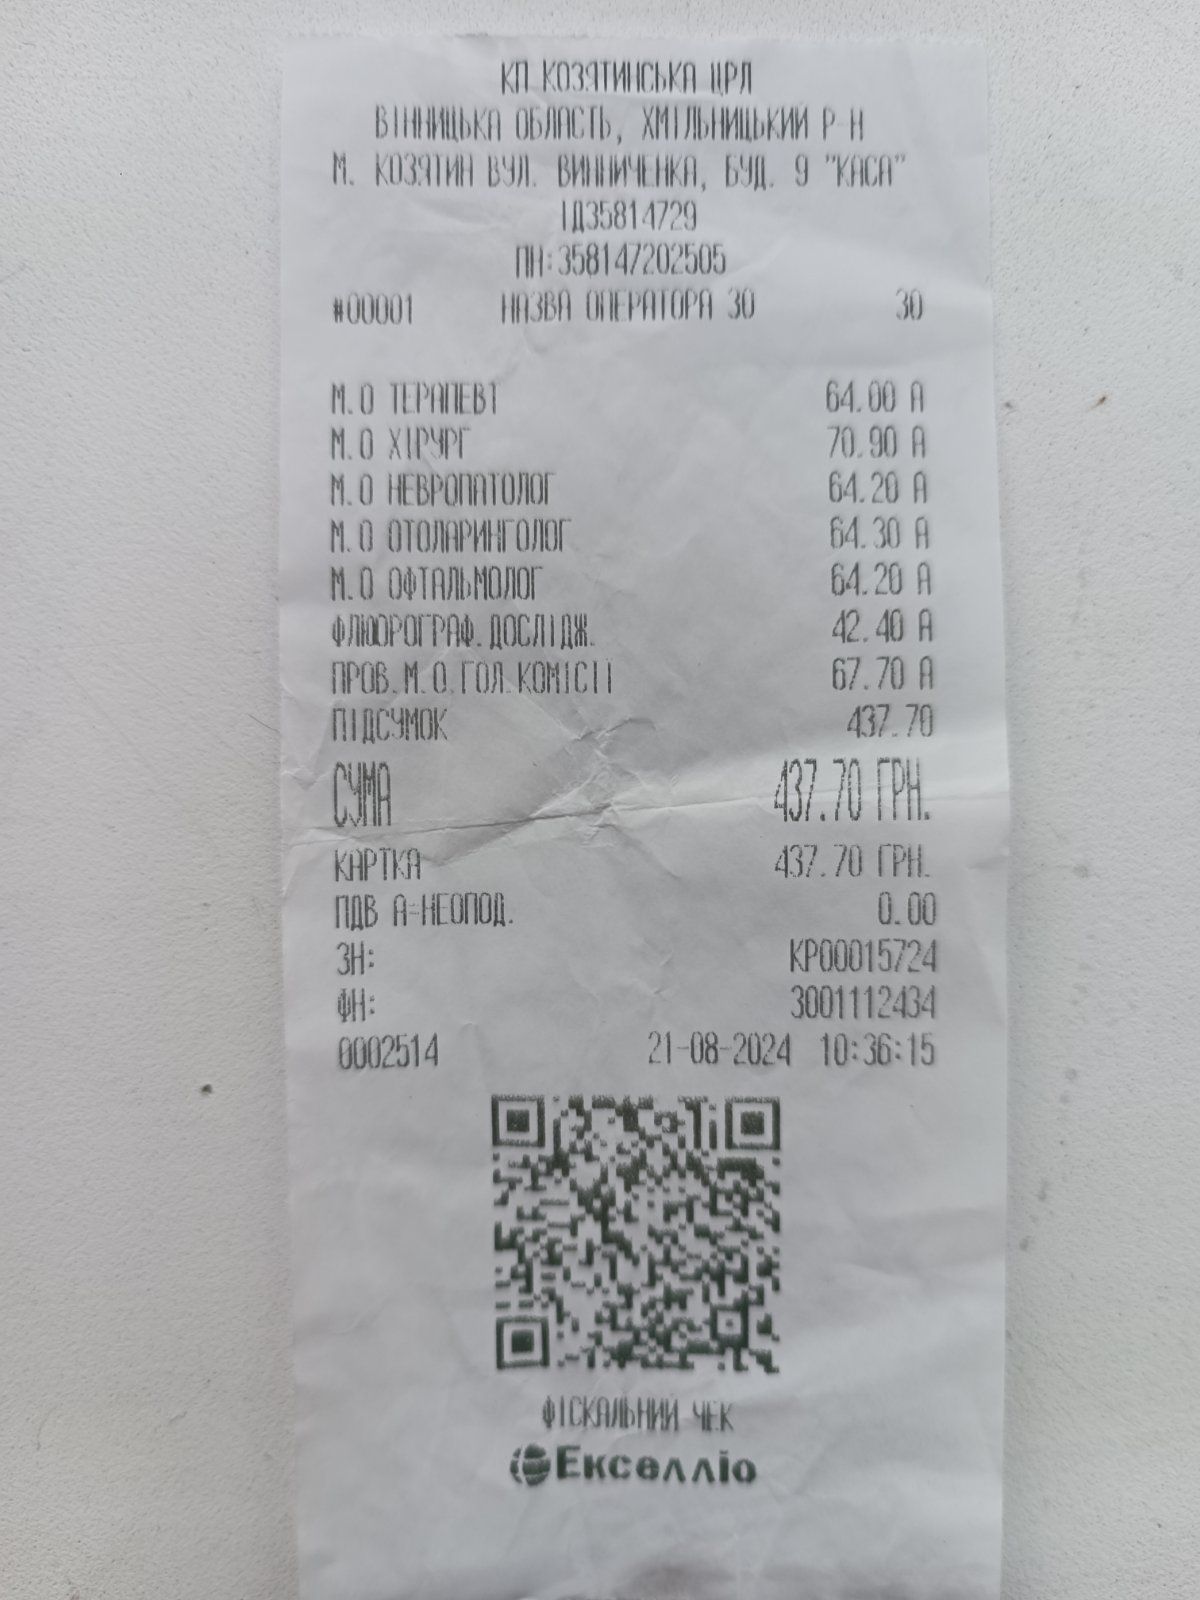 КП КОЗЯТИНСЬКА ЦРЛ
ВІННИЦЬКА ОБЛАСТЬ, ХМІЛЬНИЦЬКИЙ Р-Н
М. КОЗЯТИН ВУЛ. ВИННИЧЕНКА, БУД. 9 "КАСА"
ІД35814729
ПН:358147202505
#00001 НАЗВА ОПЕРАТОРА 30 30
М.О ТЕРАПЕВТ 64.00 А
М.О ХІРУРГ 70.90 А
М.О НЕВРОПАТОЛОГ 64.20 А
М.О ОТОЛАРИНГОЛОГ 64.30 А
М.О ОФТАЛЬМОЛОГ 64.20 А
ФЛЮОРОГРАФ.ДОСЛІДЖ. 42.40 А
ПРОВ.М.О.ГОЛ.КОМІСІІ 67.70 А
ПІДСУМОК 437.70
СУМА 437.70 ГРН.
КАРТКА 437.70 ГРН.
ПДВ А=НЕОПОД. 0.00
ЗН: КР00015724
ФН: 3001112434
0002514 21-08-2024 10:36:15
ФІСКАЛЬНИЙ ЧЕК
Екселліо